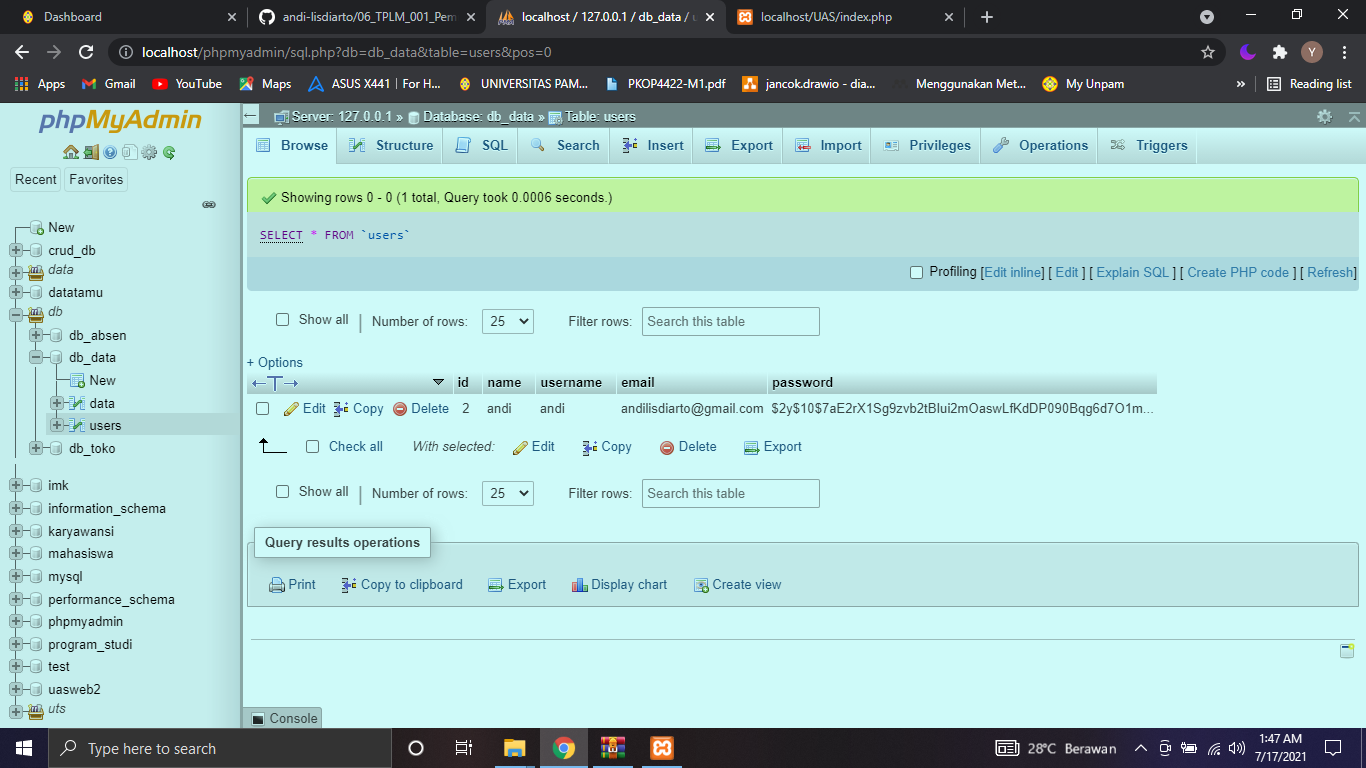 Dashboard
andi-lisdiarto/06_TPLM_001_Pem
localhost / 127.0.0.1 / db_data / u
localhost/UAS/index.php
localhost/phpmyadmin/sql.php?db=db_data&table=users&pos=0
Y
Apps
Gmail
YouTube
Maps
ASUS X441 | For H...
UNIVERSITAS PAM...
PKOP4422-M1.pdf
jancok.drawio - dia...
Menggunakan Met...
My Unpam
»
Reading list
phpMyAdmin
Recent
Favorites
New
crud_db
data
datatamu
db
db_absen
db_data
New
data
users
db_toko
imk
information_schema
karyawansi
mahasiswa
mysql
performance_schema
phpmyadmin
program_studi
test
uasweb2
uts
Server: 127.0.0.1 » Database: db_data » Table: users
Browse
Structure
SQL
Search
Insert
Export
Import
Privileges
Operations
Triggers
Showing rows 0 - 0 (1 total, Query took 0.0006 seconds.)
SELECT * FROM `users`
Profiling [Edit inline] [ Edit ] [ Explain SQL ] [ Create PHP code ] [ Refresh]
Show all | Number of rows: 25 Filter rows: Search this table
+ Options
id name username email password
Edit Copy Delete 2 andi andi andilisdiarto@gmail.com $2y$10$7aE2rX1Sg9zvb2tBlui2mOaswLfKdDP090Bqg6d7O1m...
Check all With selected: Edit Copy Delete Export
Show all | Number of rows: 25 Filter rows: Search this table
Query results operations
Print Copy to clipboard Export Display chart Create view
Console
Type here to search
28°C Berawan
1:47 AM
7/17/2021